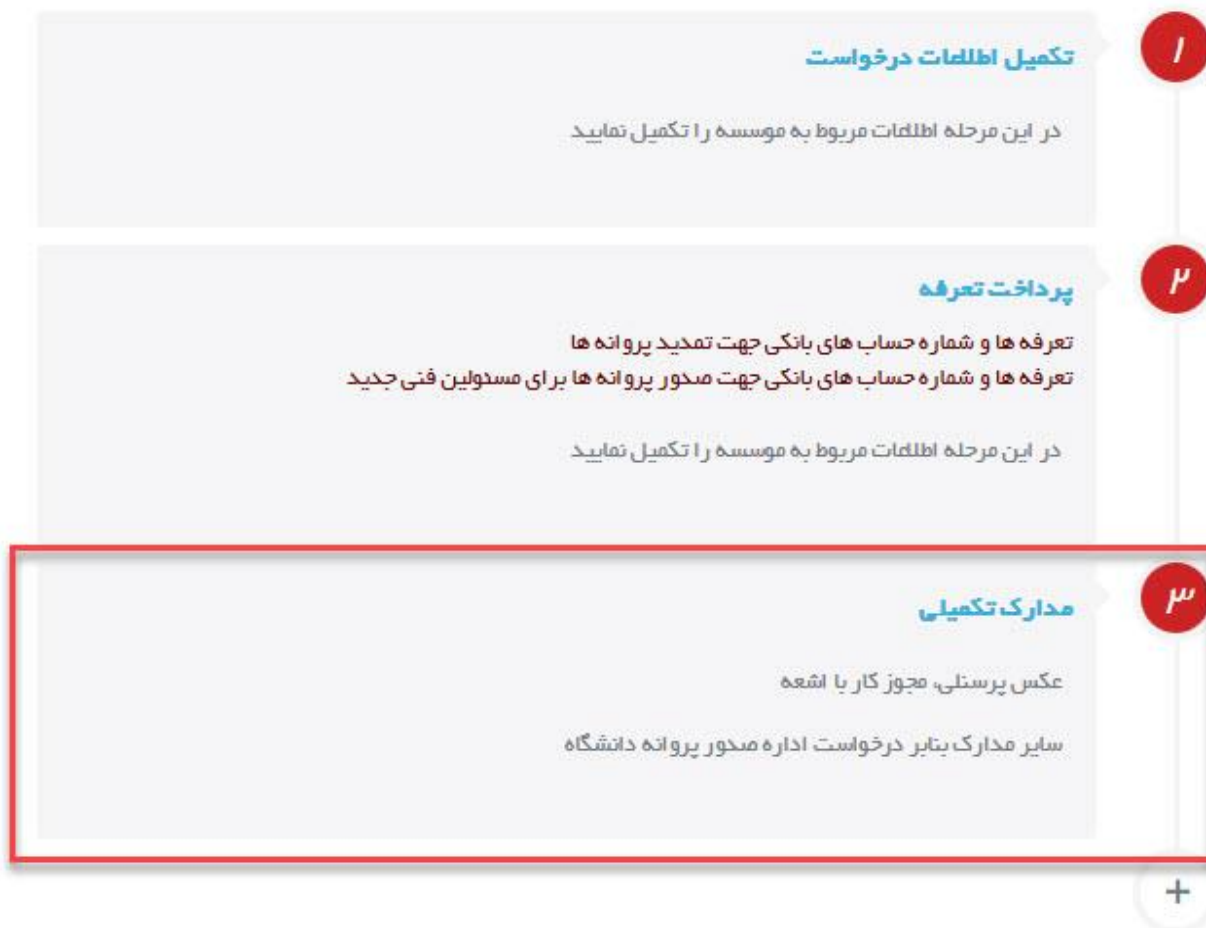 ۱
تکمیل اطلاعات درخواست
در این مرحله اطلاعات مربوط به موسسه را تکمیل نمایید
۲
پرداخت تعرفه
تعرفه ها و شماره حساب های بانکی جهت تمدید پروانه ها
تعرفه ها و شماره حساب های بانکی جهت صدور پروانه ها برای مسئولین فنی جدید
در این مرحله اطلاعات مربوط به موسسه را تکمیل نمایید
۳
مدارک تکمیلی
عکس پرسنلی، مجوز کار با اشعه
سایر مدارک بنابر درخواست اداره صدور پروانه دانشگاه
+